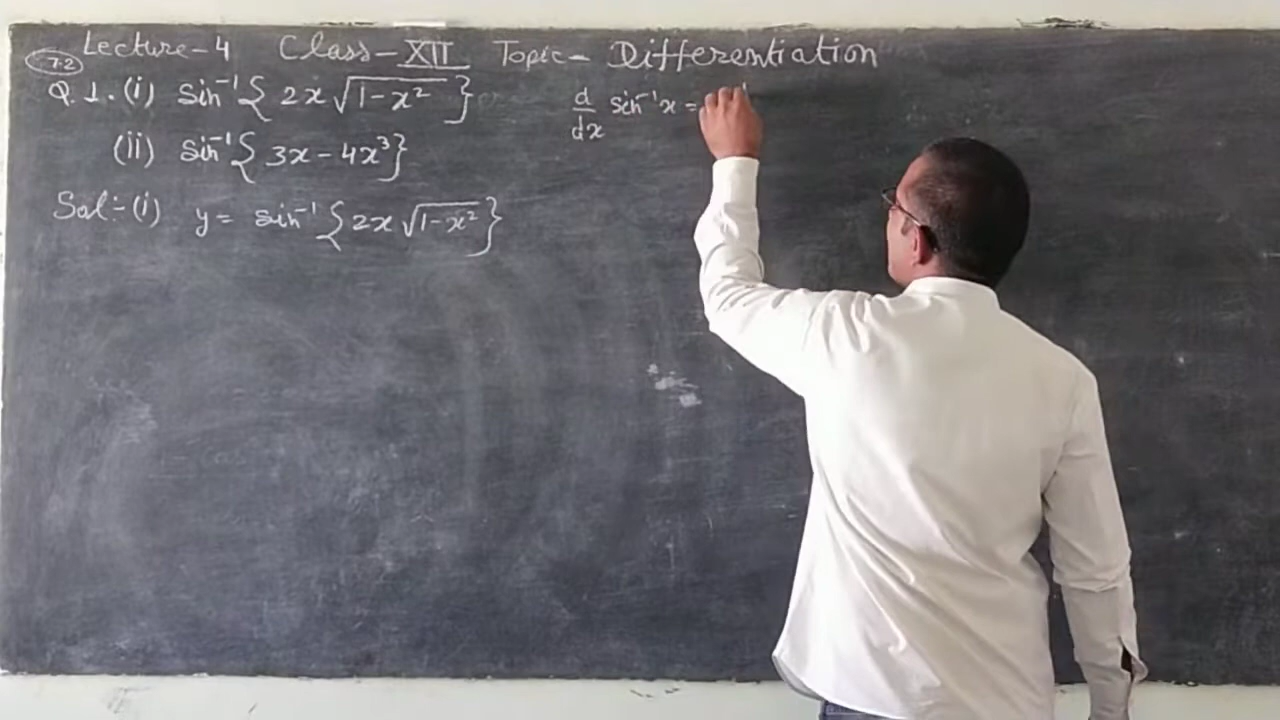 Lecture-4 Class-XII Topic- Differentiation
7.2
Q.1.(i) Sin⁻¹{ 2x √(1-x²) }
(ii) Sin⁻¹{ 3x - 4x³}
Sol:-(i) y = sin⁻¹ { 2x √(1-x²) }
d/dx Sin⁻¹x =